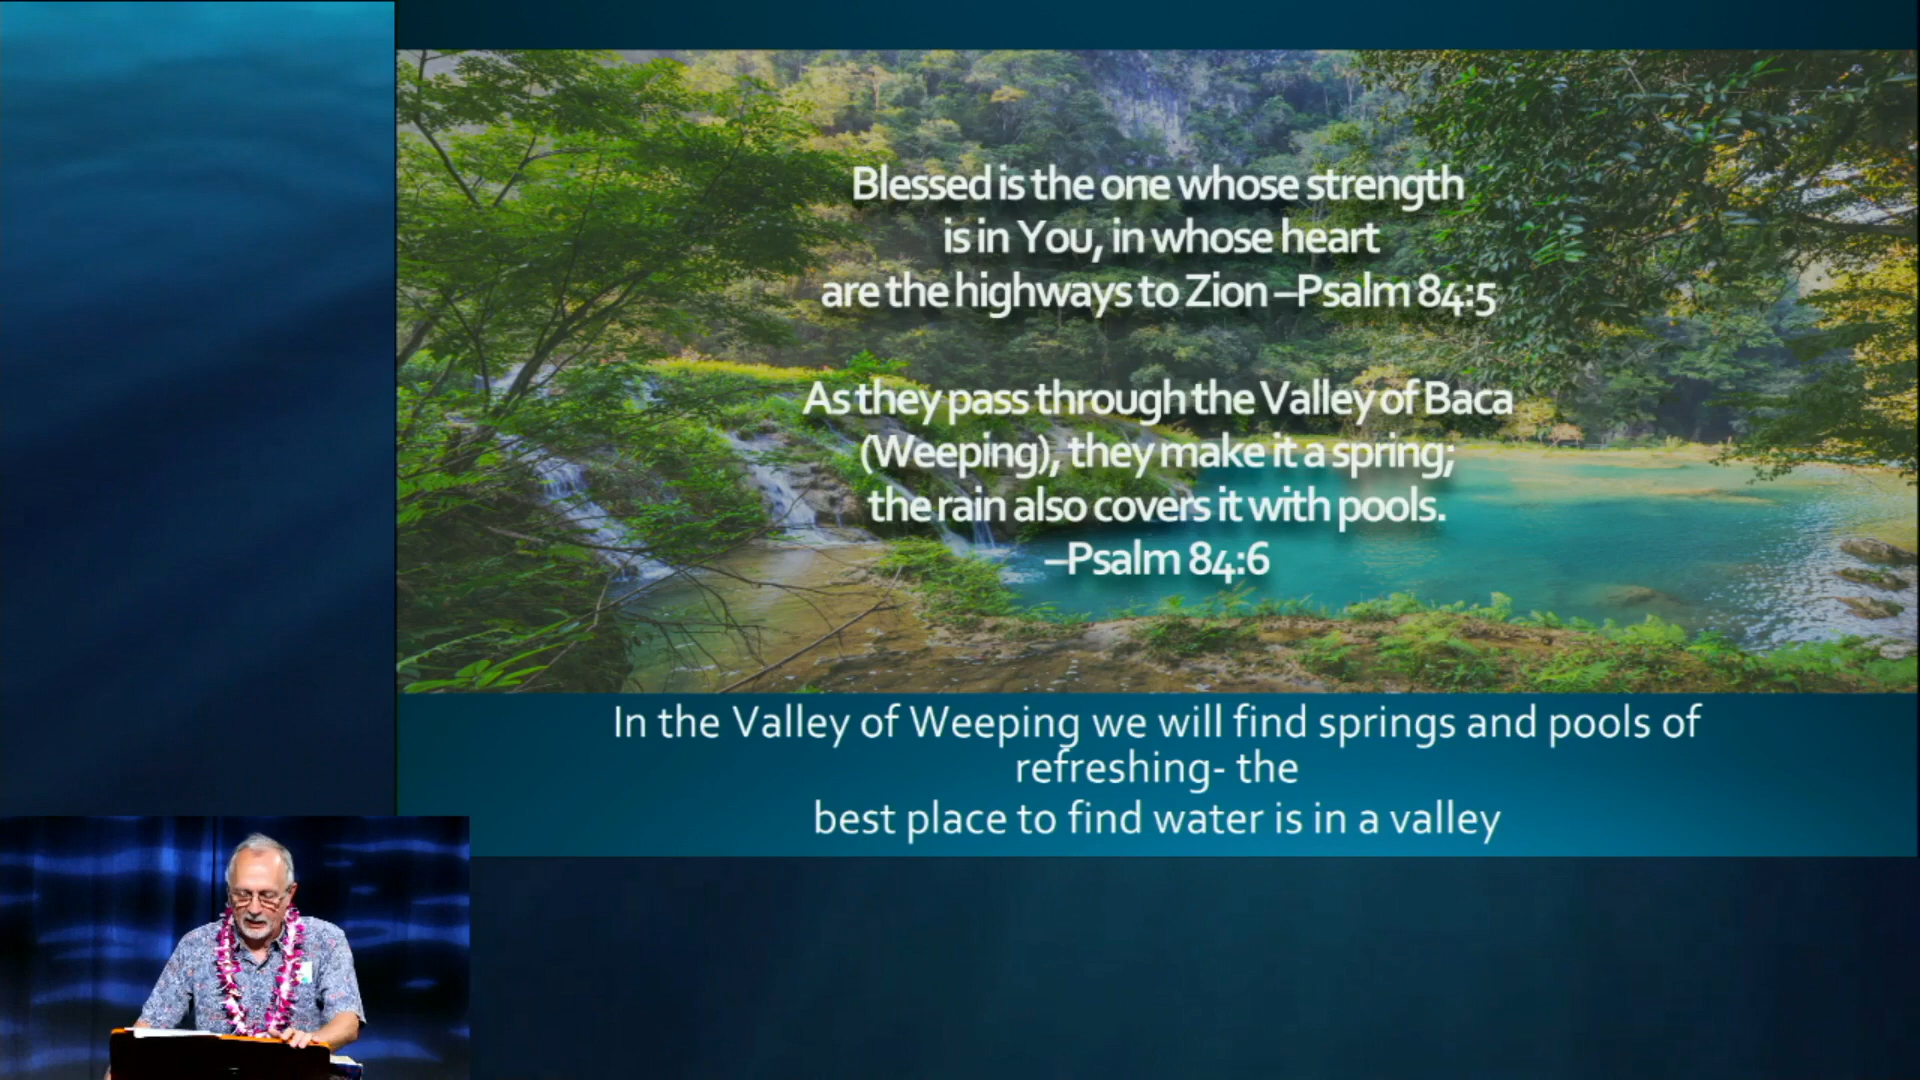 Blessed is the one whose strength
is in You, in whose heart
are the highways to Zion –Psalm 84:5
As they pass through the Valley of Baca
(Weeping), they make it a spring;
the rain also covers it with pools.
–Psalm 84:6
In the Valley of Weeping we will find springs and pools of
refreshing- the
best place to find water is in a valley